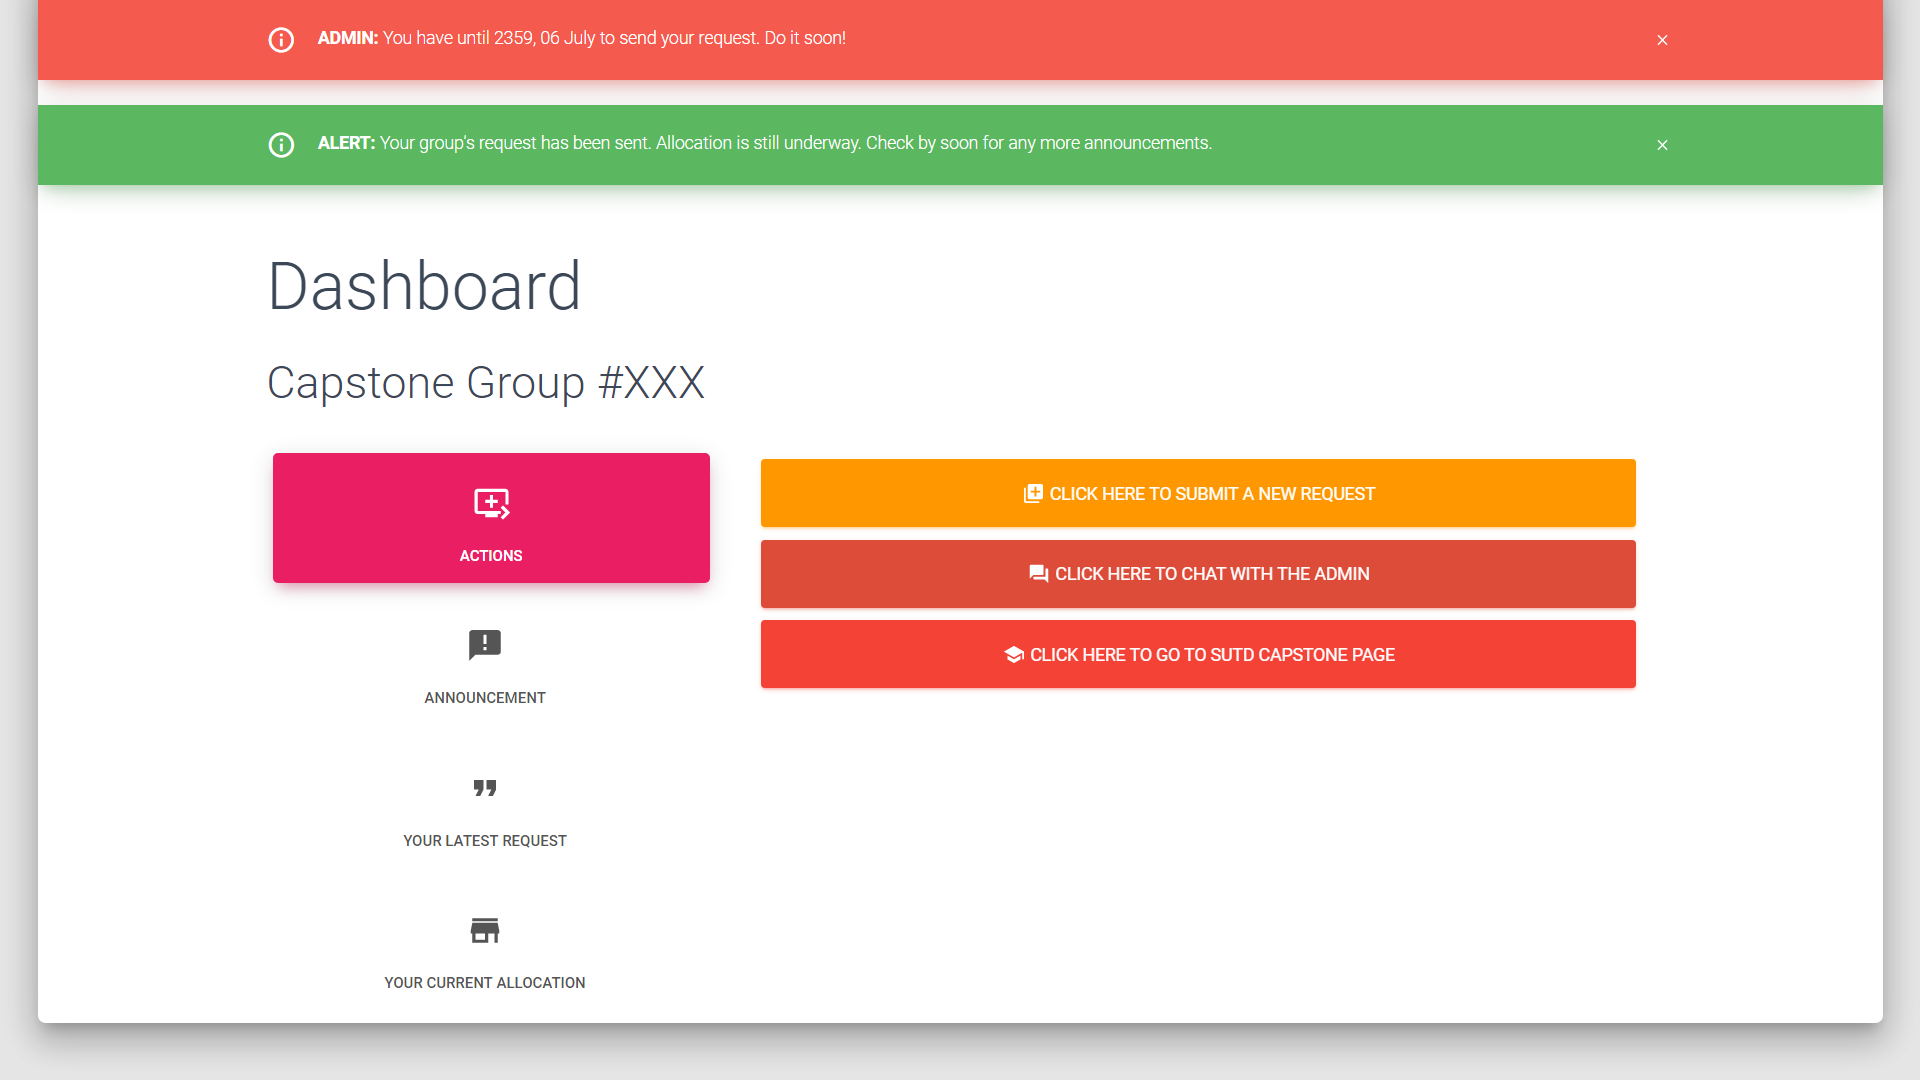 ADMIN: You have until 2359, 06 July to send your request. Do it soon!
ALERT: Your group's request has been sent. Allocation is still underway. Check by soon for any more announcements.
Dashboard
Capstone Group #XXX
ACTIONS
ANNOUNCEMENT
YOUR LATEST REQUEST
YOUR CURRENT ALLOCATION
CLICK HERE TO SUBMIT A NEW REQUEST
CLICK HERE TO CHAT WITH THE ADMIN
CLICK HERE TO GO TO SUTD CAPSTONE PAGE